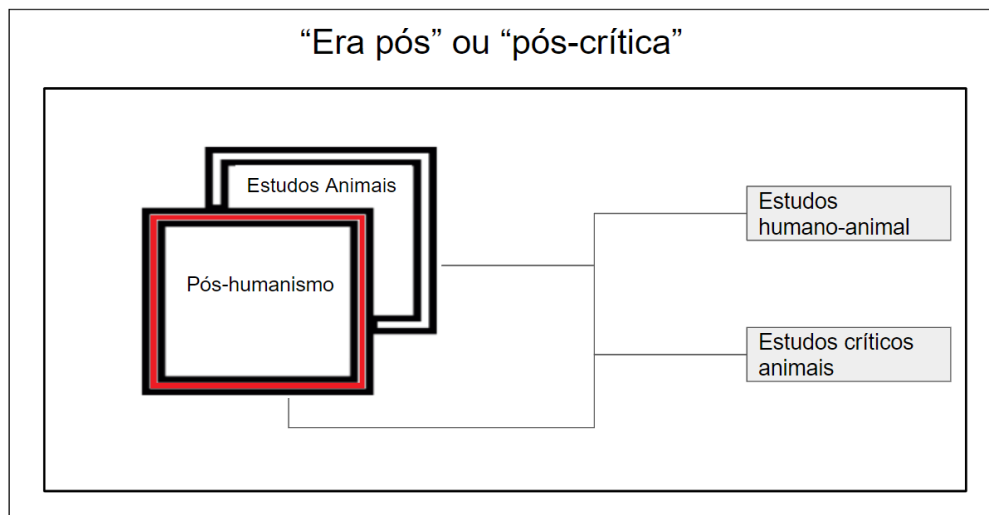 “Era pós” ou “pós-crítica”
Estudos Animais
Pós-humanismo
Estudos
humano-animal
Estudos críticos
animais